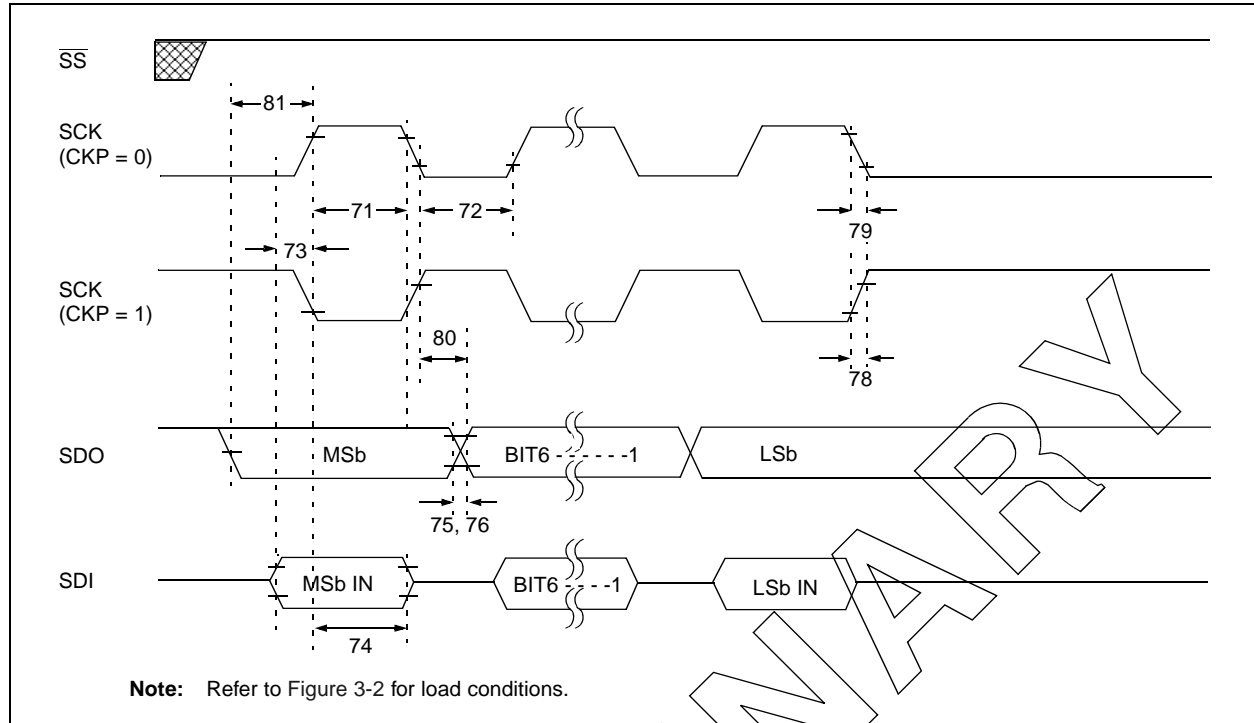 SS
81
SCK
(CKP = 0)
71
72
79
73
SCK
(CKP = 1)
80
78
SDO
MSb
BIT6 - - - - - -1
LSb
75, 76
SDI
MSb IN
BIT6 - - - - -1
LSb IN
74
Note: Refer to Figure 3-2 for load conditions.
NARY